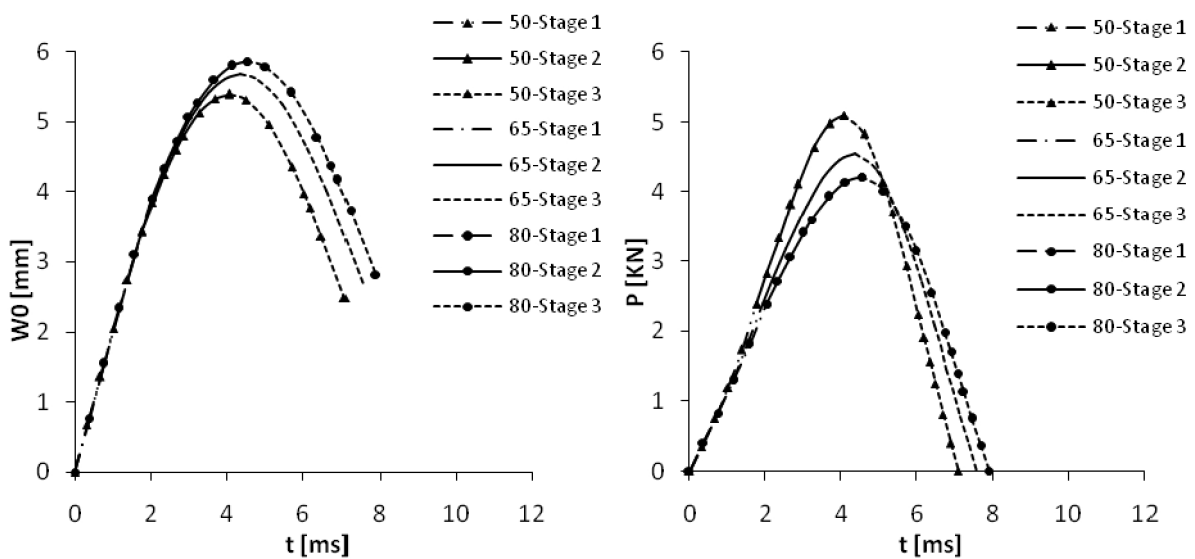 50-Stage 1
50-Stage 2
50-Stage 3
65-Stage 1
65-Stage 2
65-Stage 3
80-Stage 1
80-Stage 2
80-Stage 3
6
5
4
3
2
1
0
W0 [mm]
0 2 4 6 8 10 12
t [ms]
50-Stage 1
50-Stage 2
50-Stage 3
65-Stage 1
65-Stage 2
65-Stage 3
80-Stage 1
80-Stage 2
80-Stage 3
6
5
4
3
2
1
0
P [KN]
0 2 4 6 8 10 12
t [ms]